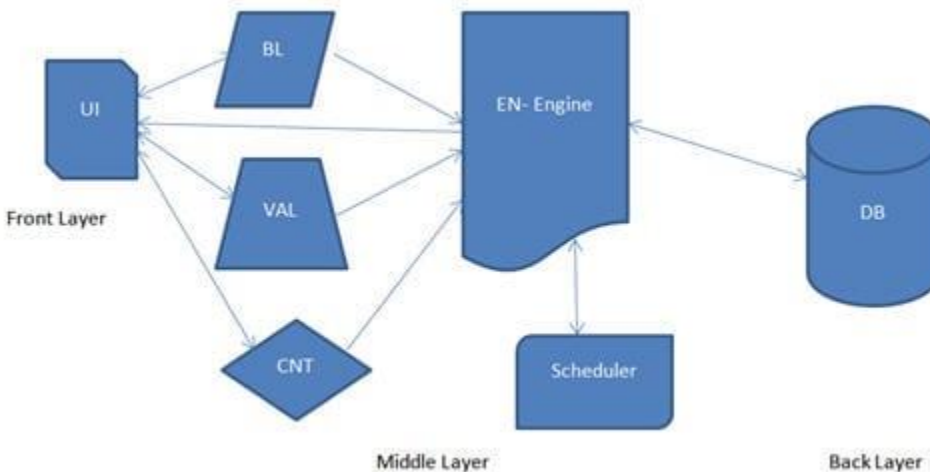 BL
UI
EN- Engine
VAL
DB
Front Layer
CNT
Scheduler
Middle Layer
Back Layer